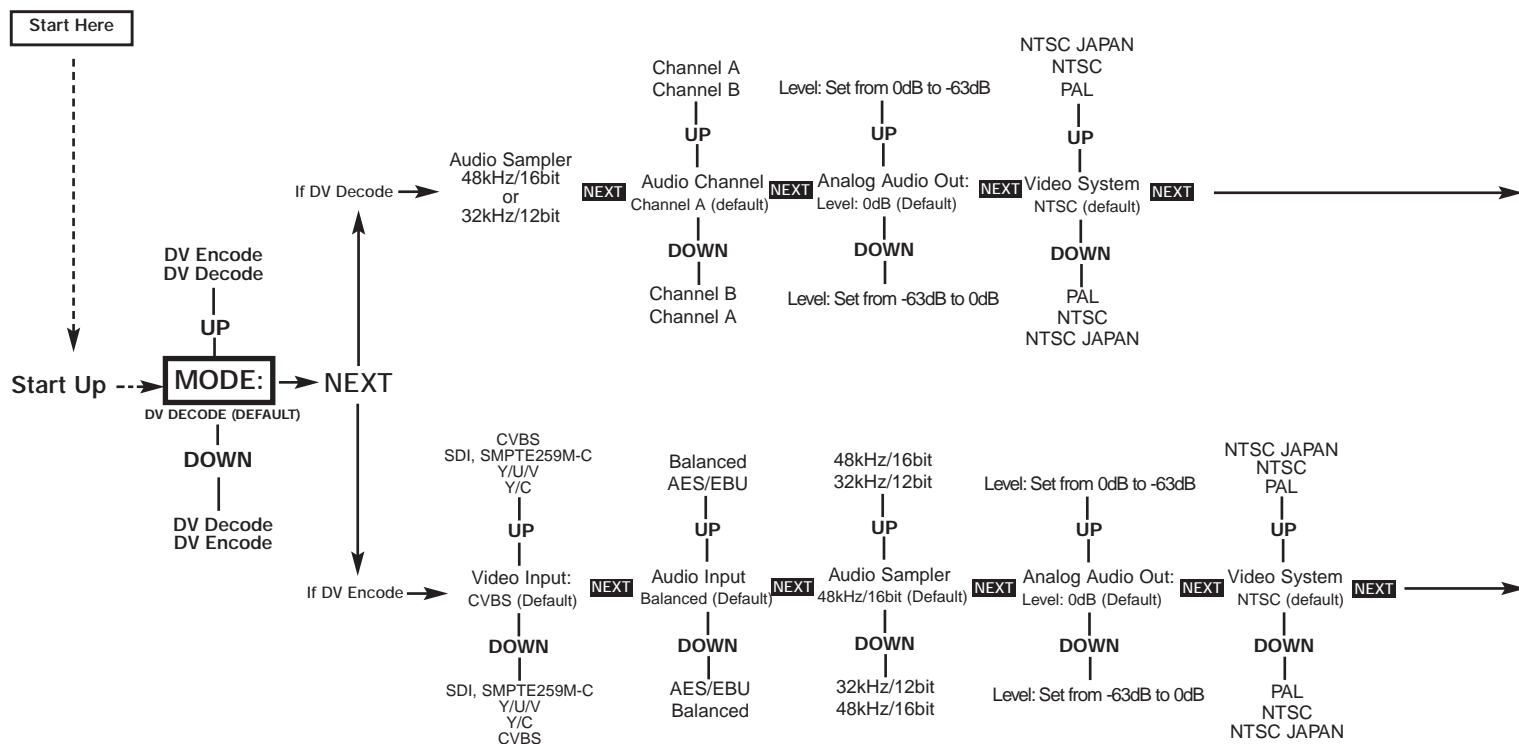 Start Here
Start Up
DV Encode
DV Decode
UP
MODE:
DV DECODE (DEFAULT)
DOWN
DV Decode
DV Encode
NEXT
If DV Decode
Audio Sampler
48kHz/16bit
or
32kHz/12bit
NEXT
Channel A
Channel B
UP
Audio Channel
Channel A (default)
DOWN
Channel B
Channel A
NEXT
Level: Set from 0dB to -63dB
UP
Analog Audio Out:
Level: 0dB (Default)
DOWN
Level: Set from -63dB to 0dB
NEXT
NTSC JAPAN
NTSC
PAL
UP
Video System
NTSC (default)
DOWN
PAL
NTSC
NTSC JAPAN
NEXT
If DV Encode
CVBS
SDI, SMPTE259M-C
Y/U/V
Y/C
UP
Video Input:
CVBS (Default)
DOWN
SDI, SMPTE259M-C
Y/U/V
Y/C
CVBS
NEXT
Balanced
AES/EBU
UP
Audio Input
Balanced (Default)
DOWN
AES/EBU
Balanced
NEXT
48kHz/16bit
32kHz/12bit
UP
Audio Sampler
48kHz/16bit (Default)
DOWN
32kHz/12bit
48kHz/16bit
NEXT
Level: Set from 0dB to -63dB
UP
Analog Audio Out:
Level: 0dB (Default)
DOWN
Level: Set from -63dB to 0dB
NEXT
NTSC JAPAN
NTSC
PAL
UP
Video System
NTSC (default)
DOWN
PAL
NTSC
NTSC JAPAN
NEXT